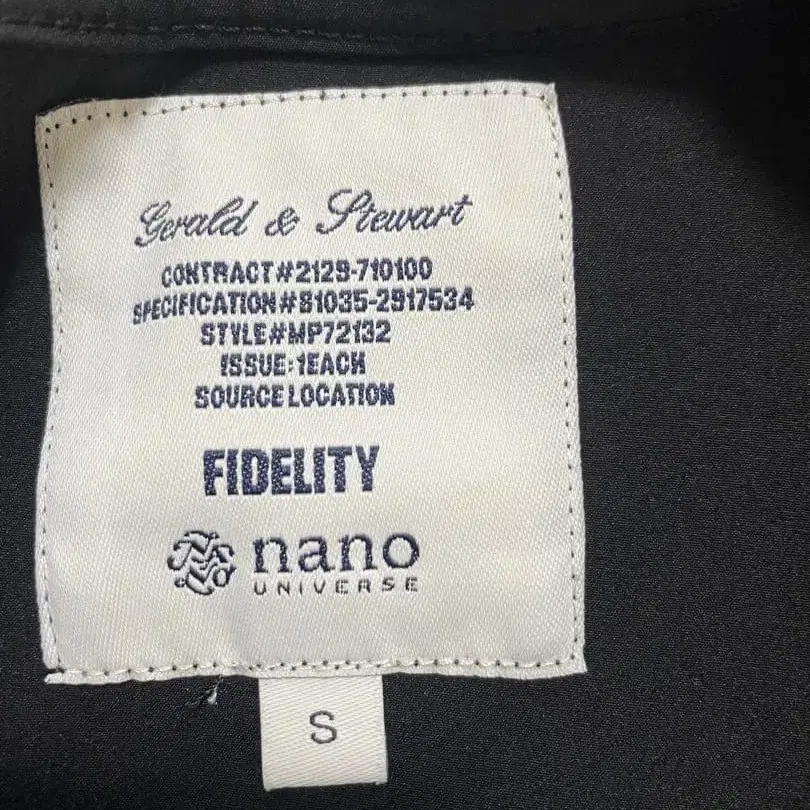 Gerald & Stewart
CONTRACT#2129-710100
SPECIFICATION#81035-2917534
STYLE#MP72132
ISSUE:1EACH
SOURCE LOCATION
FIDELITY
nano
UNIVERSE
S